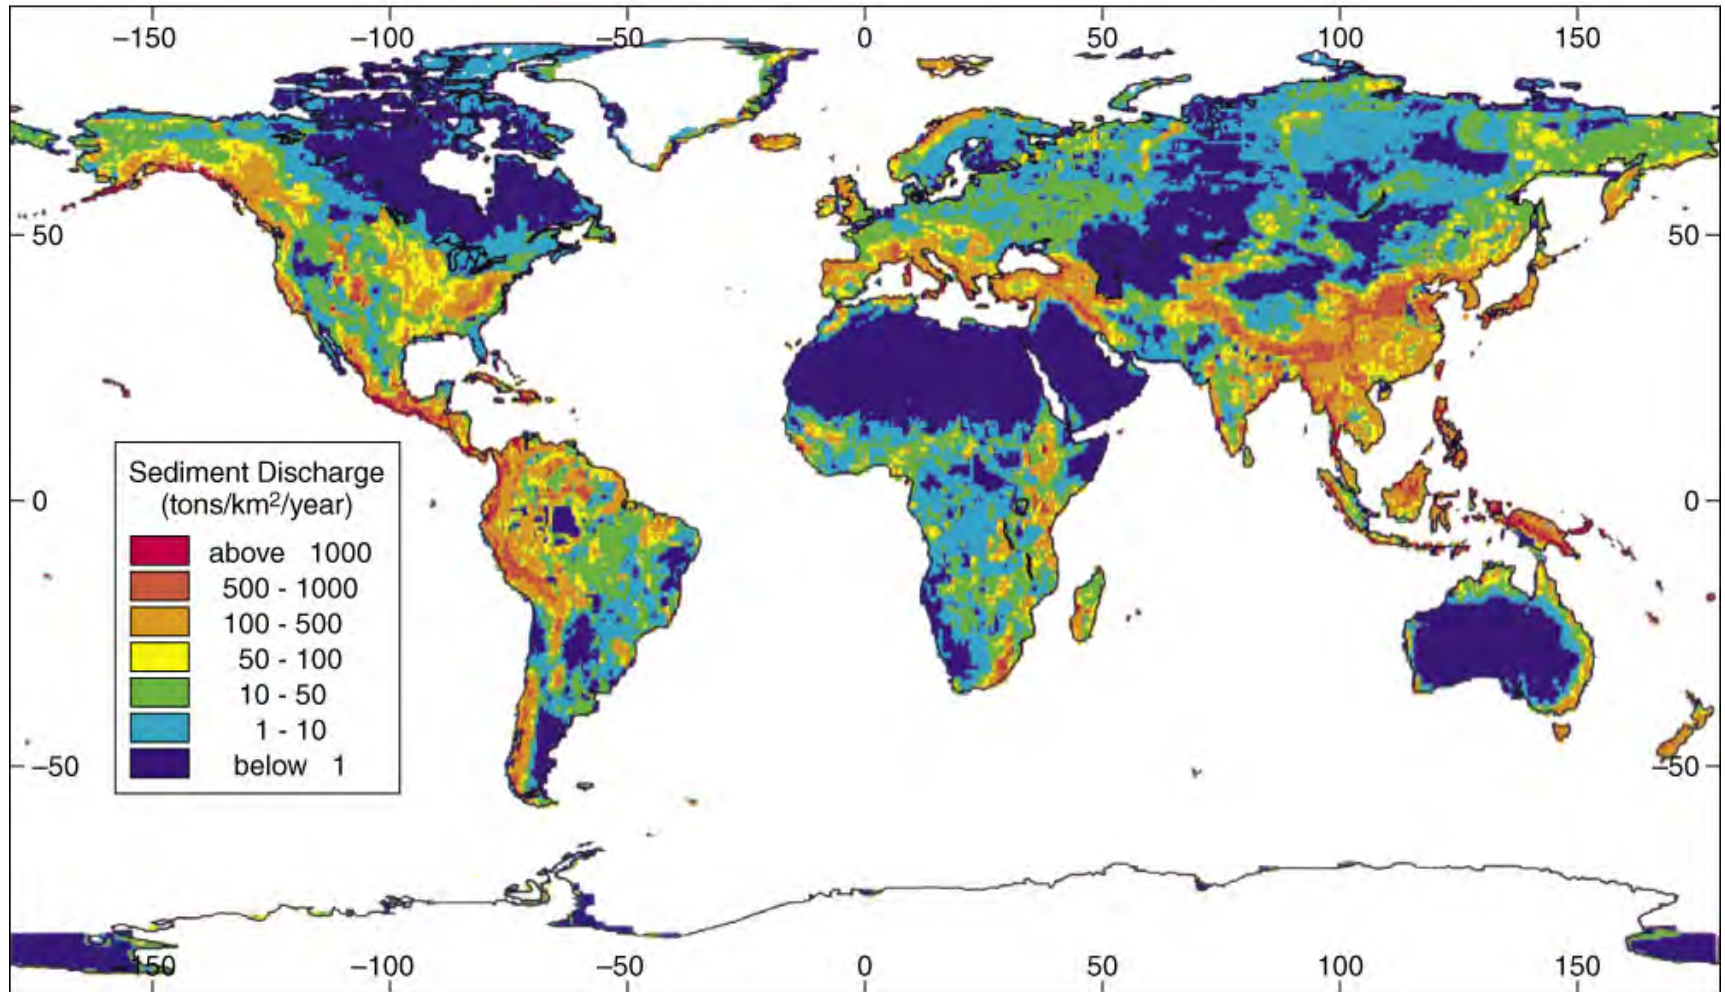 −150 −100 −50 0 50 100 150
50 50
0 0
−50 −50
Sediment Discharge
(tons/km²/year)
above 1000
500 - 1000
100 - 500
50 - 100
10 - 50
1 - 10
below 1
−150 −100 −50 0 50 100 150